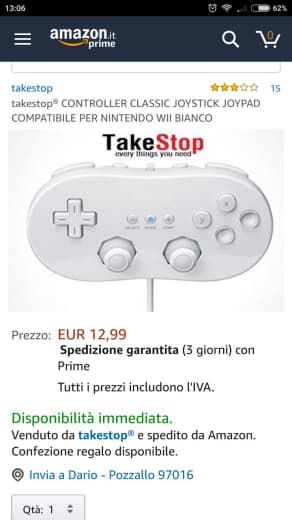 13:06
62%
amazon.it
prime
0
takestop
15
takestop® CONTROLLER CLASSIC JOYSTICK JOYPAD
COMPATIBILE PER NINTENDO WII BIANCO
TakeStop
every things you need
SELECT HOME START
y
x
a
b
Prezzo: EUR 12,99
Spedizione garantita (3 giorni) con
Prime
Tutti i prezzi includono l'IVA.
Disponibilità immediata.
Venduto da takestop® e spedito da Amazon.
Confezione regalo disponibile.
Invia a Dario - Pozzallo 97016
Qtà: 1